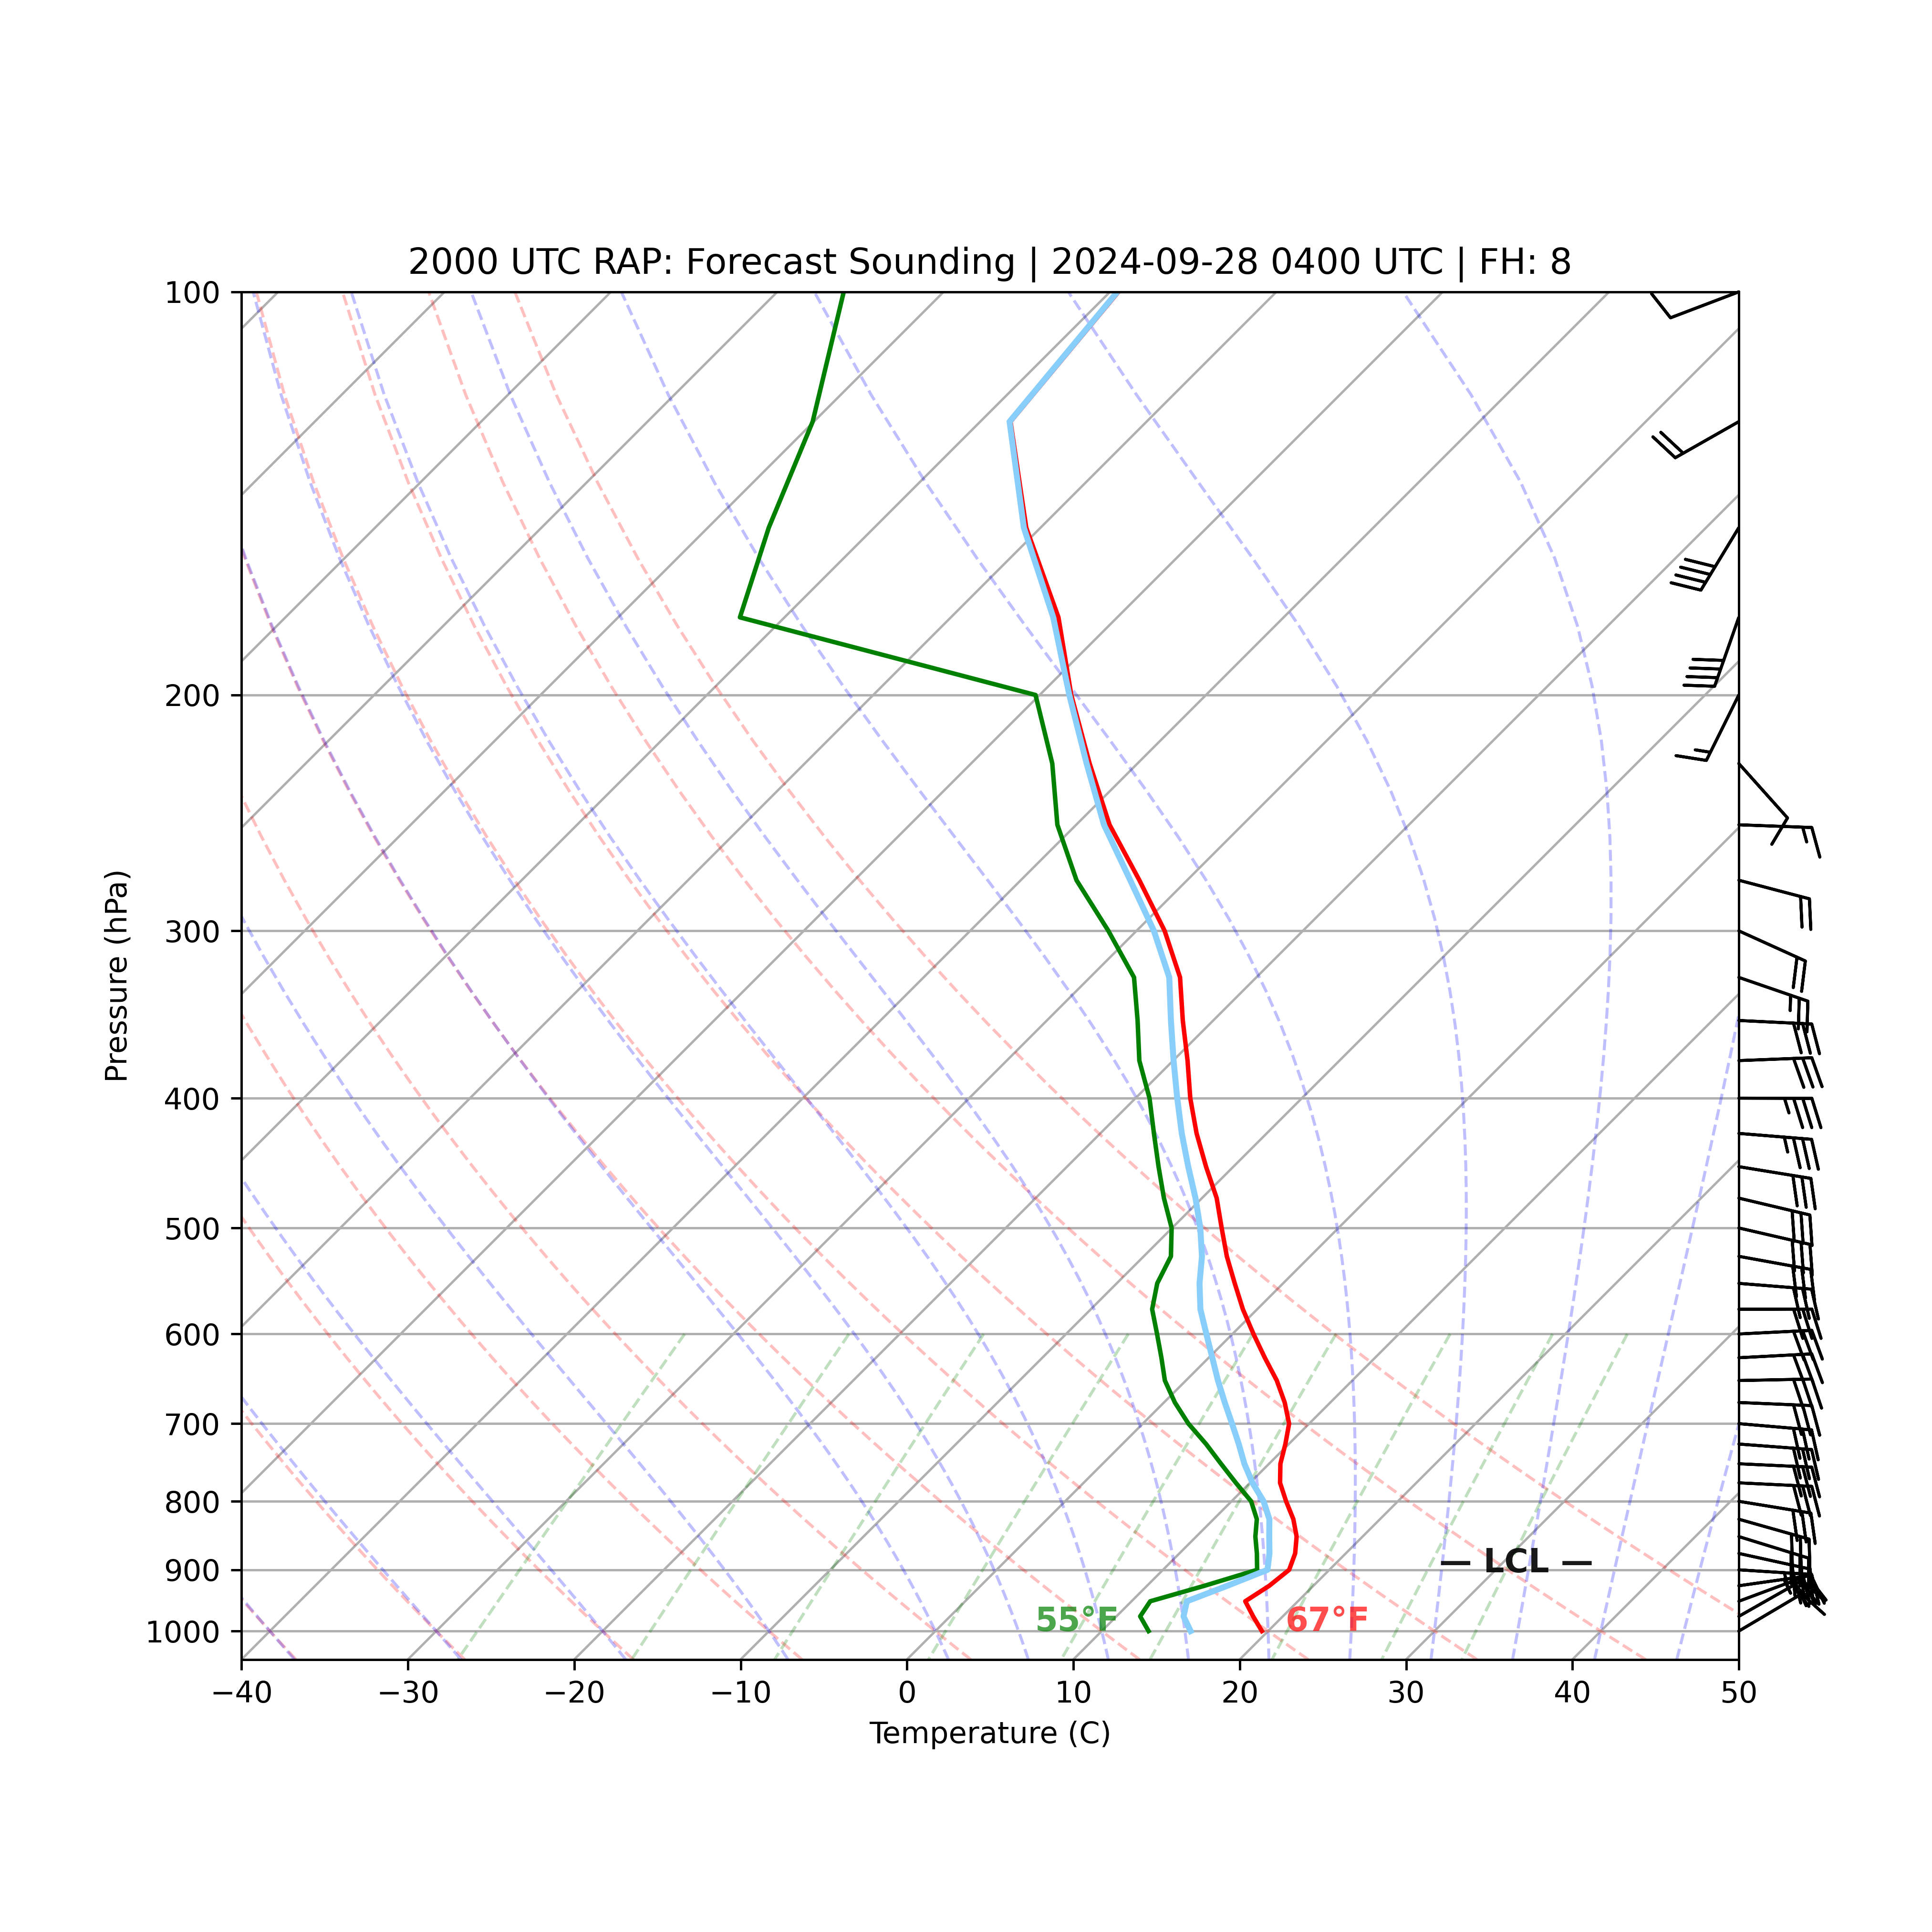 2000 UTC RAP: Forecast Sounding | 2024-09-28 0400 UTC | FH: 8
100
200
300
400
500
600
700
800
900
1000
Pressure (hPa)
— LCL —
55°F
67°F
−40 −30 −20 −10 0 10 20 30 40 50
Temperature (C)